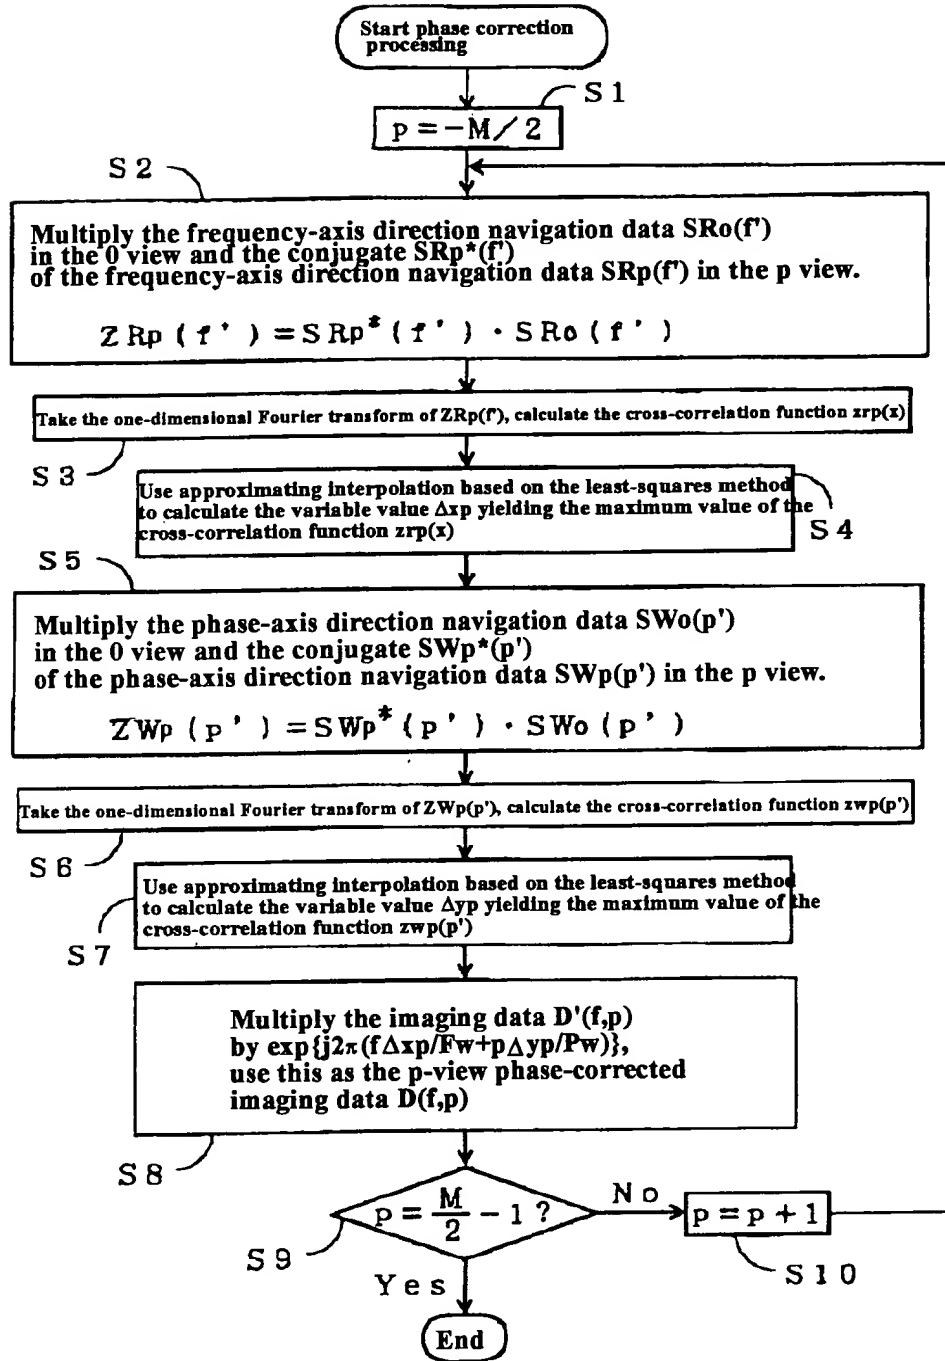 Start phase correction
processing
S1
p=-M/2
S2
Multiply the frequency-axis direction navigation data SRo(f')
in the 0 view and the conjugate SRp*(f')
of the frequency-axis direction navigation data SRp(f') in the p view.
ZRp (f') = SRp* (f') · SRo (f')
Take the one-dimensional Fourier transform of ZRp(f'), calculate the cross-correlation function zrp(x)
S3
Use approximating interpolation based on the least-squares method
to calculate the variable value Δxp yielding the maximum value of the
cross-correlation function zrp(x)
S4
S5
Multiply the phase-axis direction navigation data SWo(p')
in the 0 view and the conjugate SWp*(p')
of the phase-axis direction navigation data SWp(p') in the p view.
ZWp (p') = SWp* (p') · SWo (p')
Take the one-dimensional Fourier transform of ZWp(p'), calculate the cross-correlation function zwp(p')
S6
Use approximating interpolation based on the least-squares method
to calculate the variable value Δyp yielding the maximum value of the
cross-correlation function zwp(p')
S7
Multiply the imaging data D'(f,p)
by exp{j2π(fΔxp/Fw+pΔyp/Pw)},
use this as the p-view phase-corrected
imaging data D(f,p)
S8
p = M/2 - 1 ?
No
p = p + 1
S9
S10
Yes
End